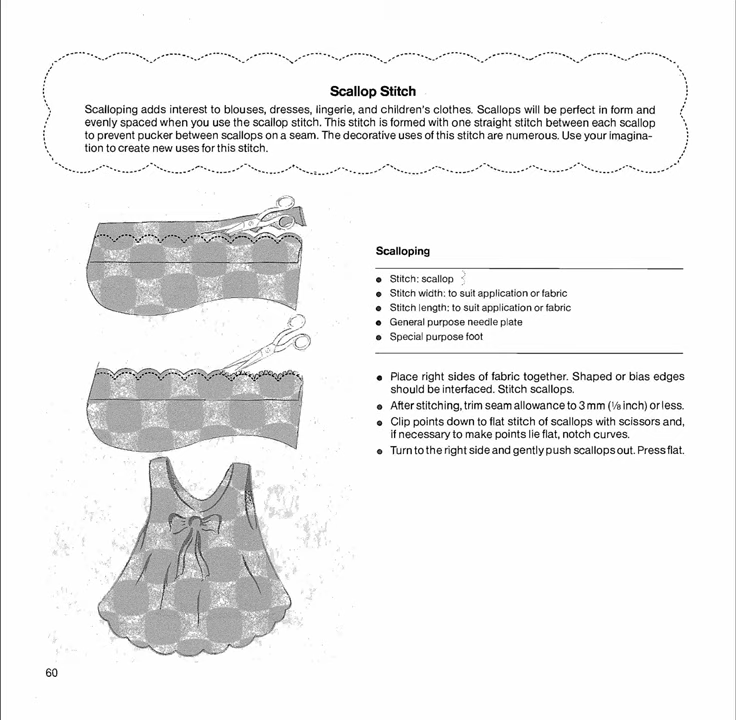 Scallop Stitch
Scalloping adds interest to blouses, dresses, lingerie, and children's clothes. Scallops will be perfect in form and
evenly spaced when you use the scallop stitch. This stitch is formed with one straight stitch between each scallop
to prevent pucker between scallops on a seam. The decorative uses of this stitch are numerous. Use your imagina-
tion to create new uses for this stitch.
Scalloping
• Stitch: scallop
• Stitch width: to suit application or fabric
• Stitch length: to suit application or fabric
• General purpose needle plate
• Special purpose foot
• Place right sides of fabric together. Shaped or bias edges
should be interfaced. Stitch scallops.
• After stitching, trim seam allowance to 3 mm (⅛ inch) or less.
• Clip points down to flat stitch of scallops with scissors and,
if necessary to make points lie flat, notch curves.
• Turn to the right side and gently push scallops out. Press flat.
60